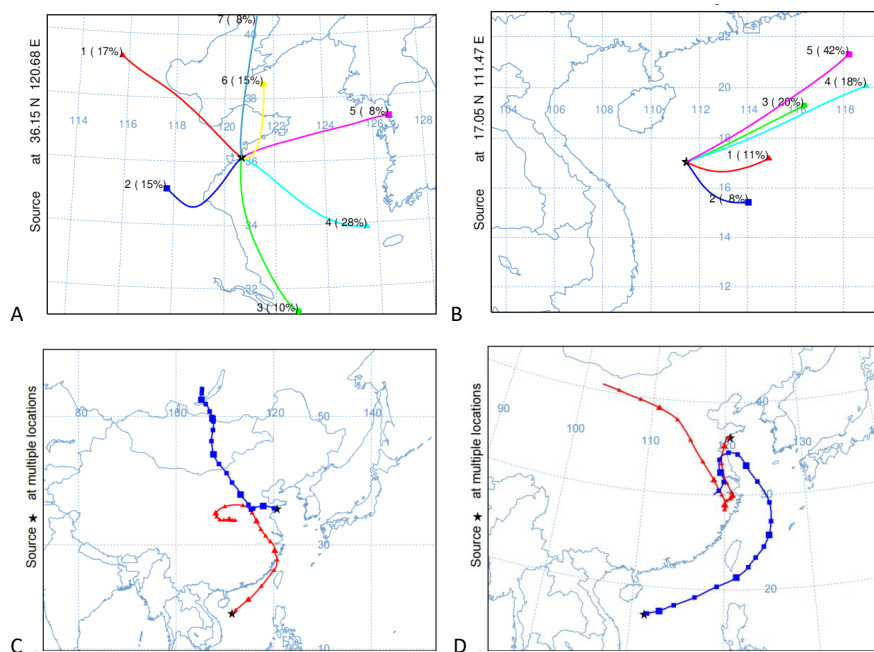 7 ( 8%)
40
1 ( 17%)
6 ( 15%)
38
5 ( 8%)
114
116
118
120
122
126
128
36
2 ( 15%)
34
4 ( 28%)
32
3 ( 10%)
Source ★ at 36.15 N 120.68 E
A
22
5 ( 42%)
20
4 ( 18%)
3 ( 20%)
104
106
108
110
112
114
116
118
1 ( 11%)
16
2 ( 8%)
14
12
Source ★ at 17.05 N 111.47 E
B
100
120
140
50
30
10
Source ★ at multiple locations
C
90
100
110
120
130
40
30
20
Source ★ at multiple locations
D